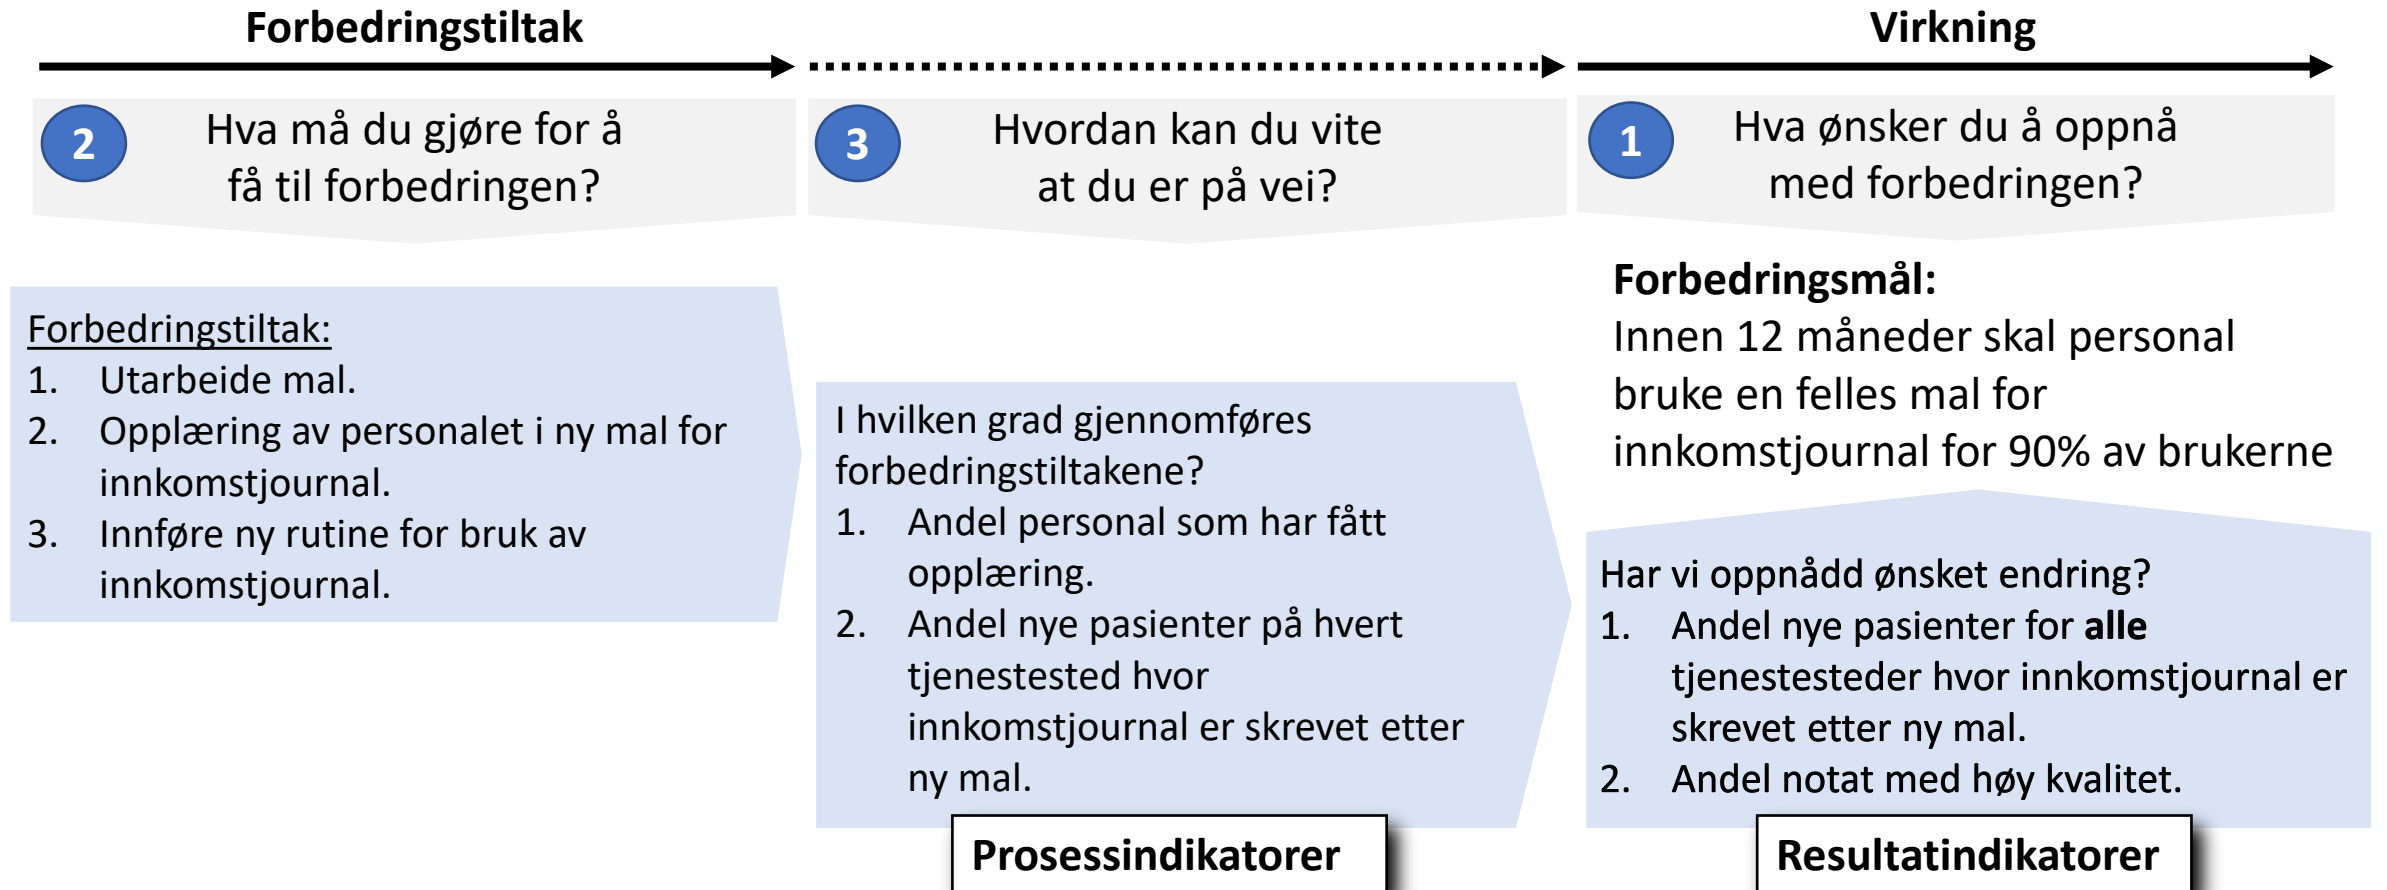 Forbedringstiltak
Virkning
2
Hva må du gjøre for å
få til forbedringen?
3
Hvordan kan du vite
at du er på vei?
1
Hva ønsker du å oppnå
med forbedringen?
Forbedringstiltak:
1. Utarbeide mal.
2. Opplæring av personalet i ny mal for
innkomstjournal.
3. Innføre ny rutine for bruk av
innkomstjournal.
I hvilken grad gjennomføres
forbedringstiltakene?
1. Andel personal som har fått
opplæring.
2. Andel nye pasienter på hvert
tjenestested hvor
innkomstjournal er skrevet etter
ny mal.
Prosessindikatorer
Forbedringsmål:
Innen 12 måneder skal personal
bruke en felles mal for
innkomstjournal for 90% av brukerne
Har vi oppnådd ønsket endring?
1. Andel nye pasienter for alle
tjenestesteder hvor innkomstjournal er
skrevet etter ny mal.
2. Andel notat med høy kvalitet.
Resultatindikatorer